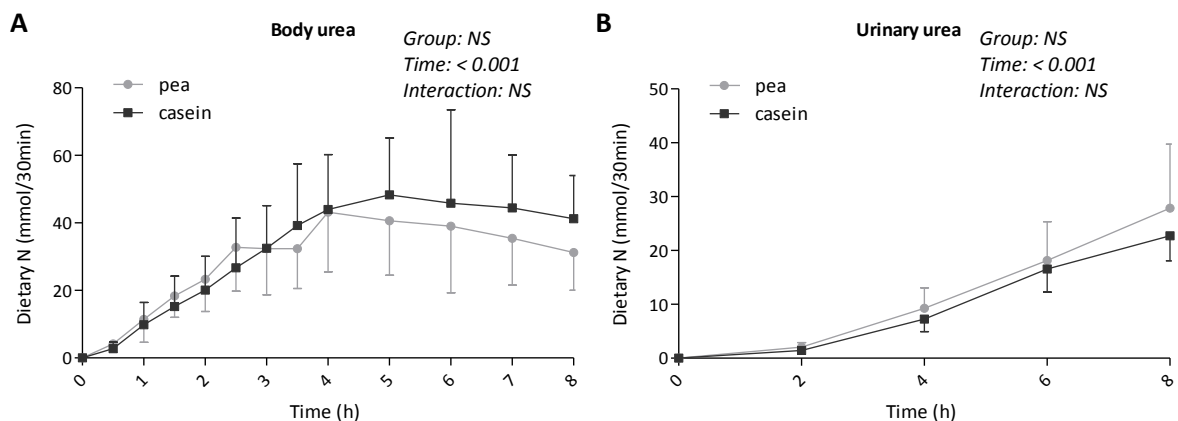 A
Body urea
Group: NS
Time: < 0.001
Interaction: NS
pea
casein
Dietary N (mmol/30min)
80
60
40
20
0
0 1 2 3 4 5 6 7 8
Time (h)
B
Urinary urea
Group: NS
Time: < 0.001
Interaction: NS
pea
casein
Dietary N (mmol/30min)
50
40
30
20
10
0
0 2 4 6 8
Time (h)